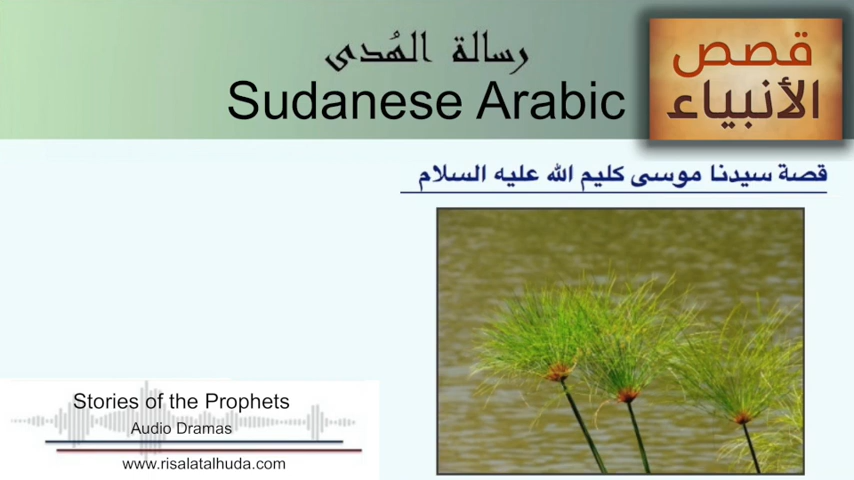 رسالة الهُدى
Sudanese Arabic
قصص
الأنبياء
قصة سيدنا موسى كليم الله عليه السلام
Stories of the Prophets
Audio Dramas
www.risalatalhuda.com